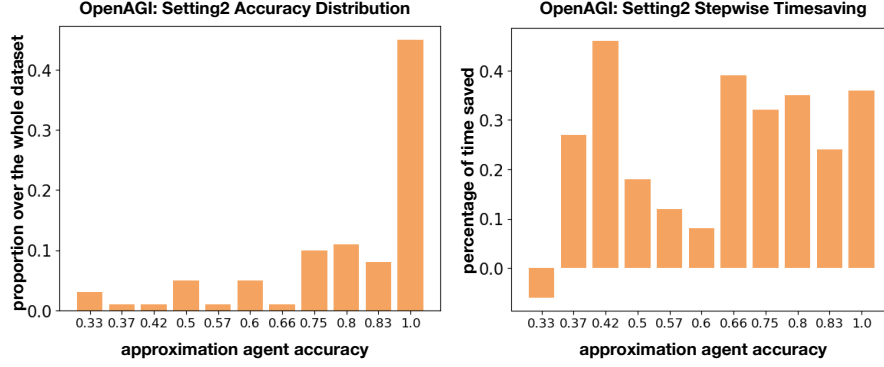 OpenAGI: Setting2 Accuracy Distribution
proportion over the whole dataset
0.4
0.3
0.2
0.1
0.0
0.33 0.37 0.42 0.5 0.57 0.6 0.66 0.75 0.8 0.83 1.0
approximation agent accuracy
OpenAGI: Setting2 Stepwise Timesaving
percentage of time saved
0.4
0.3
0.2
0.1
0.0
0.33 0.37 0.42 0.5 0.57 0.6 0.66 0.75 0.8 0.83 1.0
approximation agent accuracy